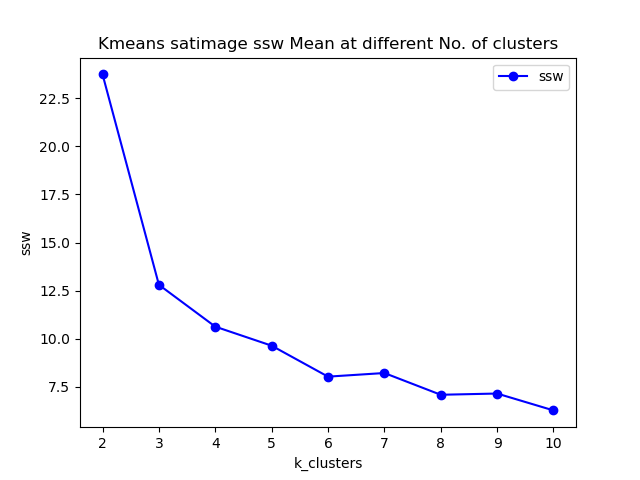 Kmeans satimage ssw Mean at different No. of clusters
ssw
22.5
20.0
17.5
15.0
12.5
10.0
7.5
ssw
2 3 4 5 6 7 8 9 10
k_clusters